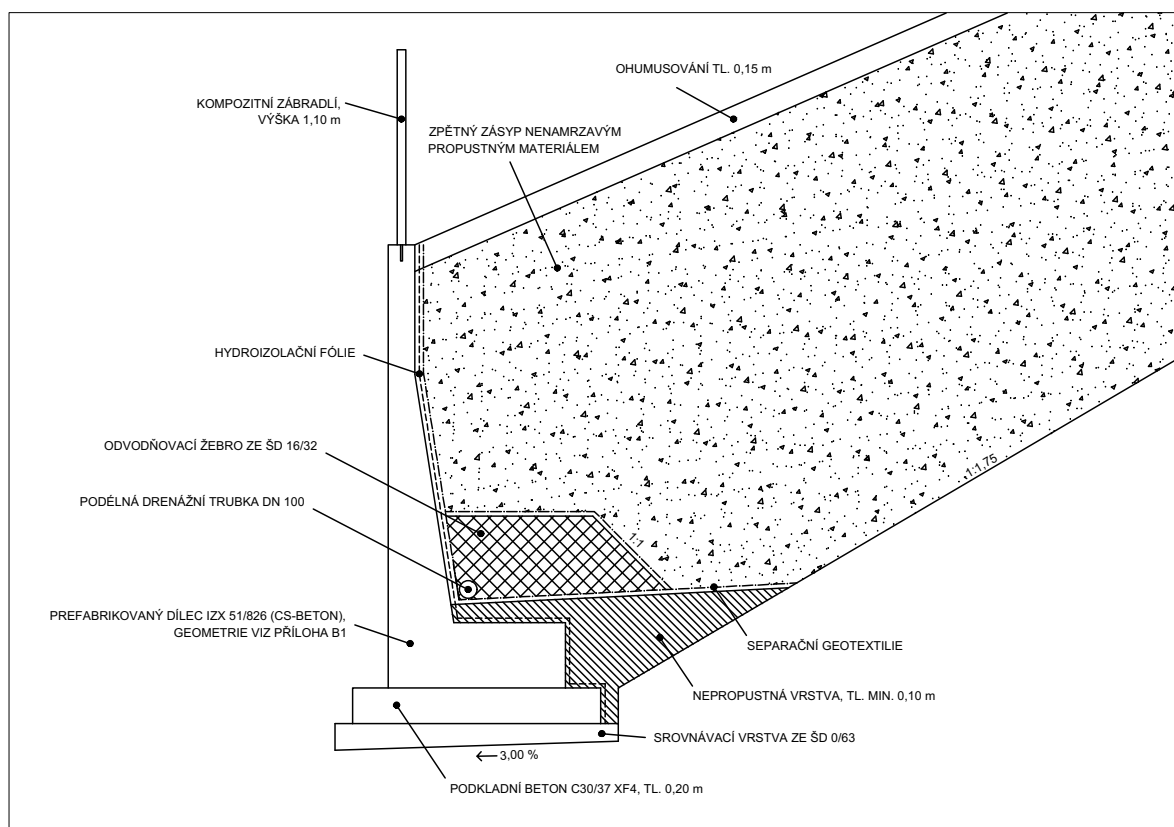 OHUMUSOVÁNÍ TL. 0,15 m
KOMPOZITNÍ ZÁBRADLÍ,
VÝŠKA 1,10 m
ZPĚTNÝ ZÁSYP NENAMRZAVÝM
PROPUSTNÝM MATERIÁLEM
HYDROIZOLAČNÍ FÓLIE
ODVODŇOVACÍ ŽEBRO ZE ŠD 16/32
1:1,75
PODÉLNÁ DRENÁŽNÍ TRUBKA DN 100
1:1
PREFABRIKOVANÝ DÍLEC IZX 51/826 (CS-BETON),
GEOMETRIE VIZ PŘÍLOHA B1
SEPARAČNÍ GEOTEXTILIE
NEPROPUSTNÁ VRSTVA, TL. MIN. 0,10 m
SROVNÁVACÍ VRSTVA ZE ŠD 0/63
3,00 %
PODKLADNÍ BETON C30/37 XF4, TL. 0,20 m